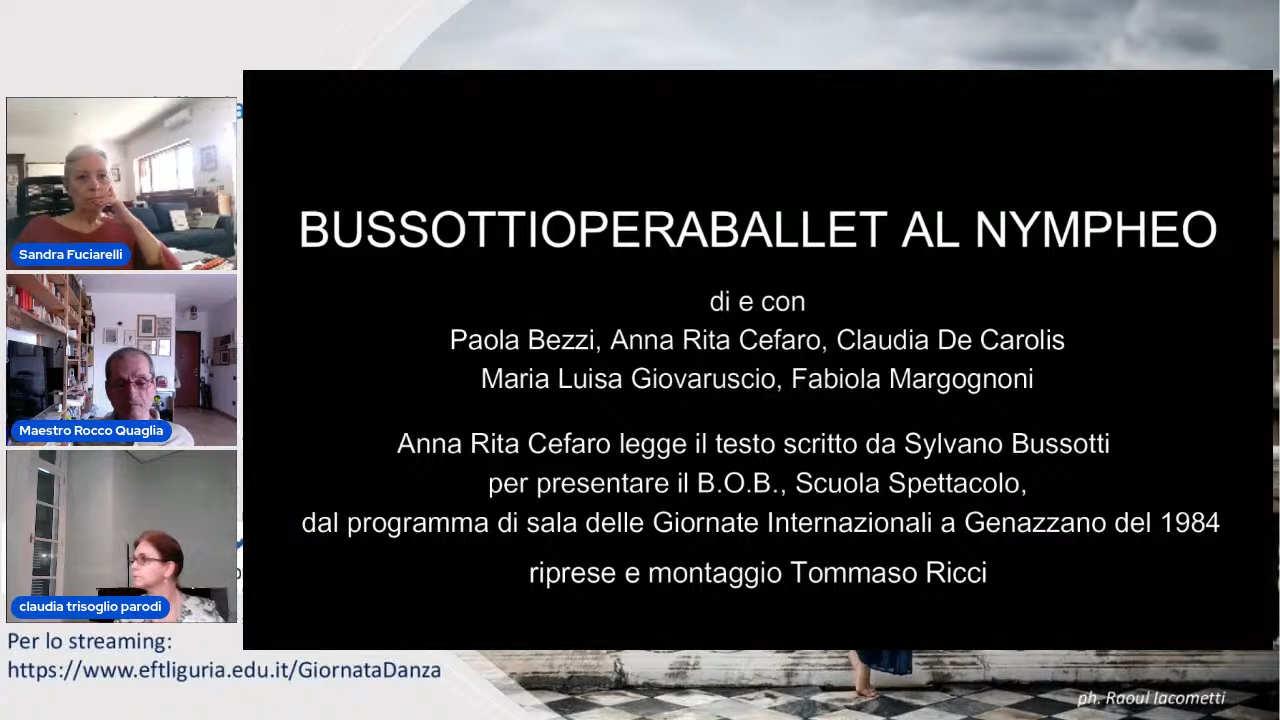 Sandra Fuciarelli
Maestro Rocco Quaglia
claudia trisoglio parodi
Per lo streaming:
https://www.eftliguria.edu.it/GiornataDanza
BUSSOTTIOPERABALLET AL NYMPHEO
di e con
Paola Bezzi, Anna Rita Cefaro, Claudia De Carolis
Maria Luisa Giovaruscio, Fabiola Margognoni
Anna Rita Cefaro legge il testo scritto da Sylvano Bussotti
per presentare il B.O.B., Scuola Spettacolo,
dal programma di sala delle Giornate Internazionali a Genazzano del 1984
riprese e montaggio Tommaso Ricci
ph. Raoul Iacometti